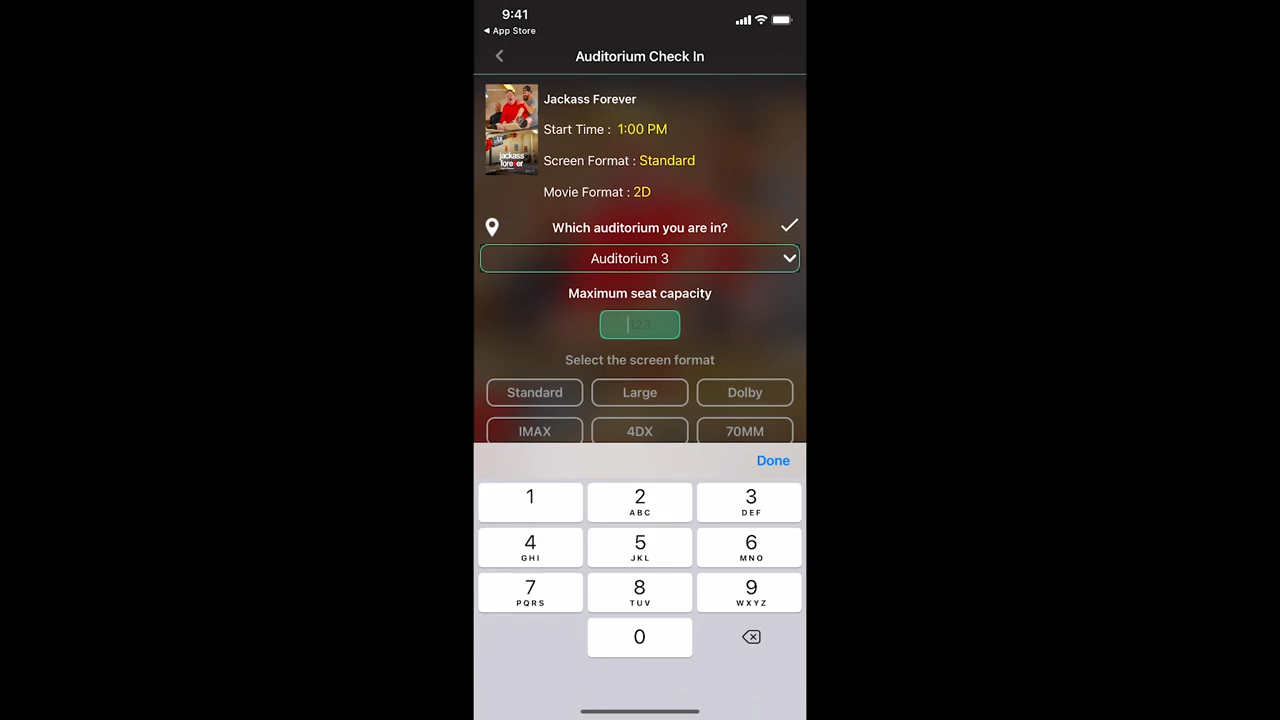 9:41
◀ App Store
Auditorium Check In
Jackass Forever
Start Time : 1:00 PM
Screen Format : Standard
jackass
forever
Movie Format : 2D
Which auditorium you are in?
Auditorium 3
Maximum seat capacity
123
Select the screen format
Standard Large Dolby
IMAX 4DX 70MM
Done
1 2 3
ABC DEF
4 5 6
GHI JKL MNO
7 8 9
PQRS TUV WXYZ
0